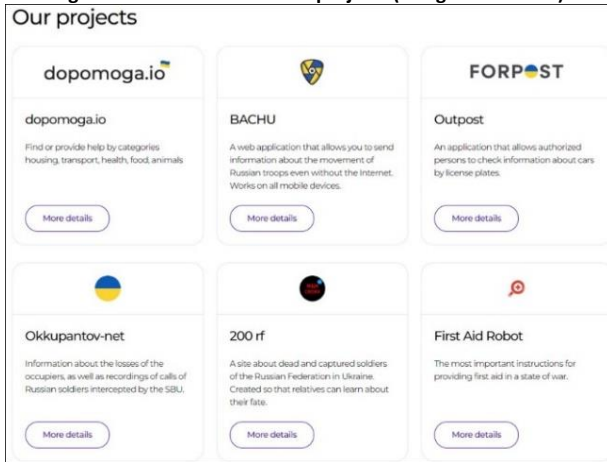 Our projects
dopomoga.io
FORPOST
dopomoga.io
BACHU
Outpost
Find or provide help by categories
housing, transport, health, food, animals
A web application that allows you to send
information about the movement of
Russian troops even without the Internet.
Works on all mobile devices.
An application that allows authorized
persons to check information about cars
by license plates.
More details
More details
More details
Okkupantov-net
200 rf
First Aid Robot
Information about the losses of the
occupiers, as well as recordings of calls of
Russian soldiers intercepted by the SBU.
A site about dead and captured soldiers
of the Russian Federation in Ukraine.
Created so that relatives can learn about
their fate.
The most important instructions for
providing first aid in a state of war.
More details
More details
More details